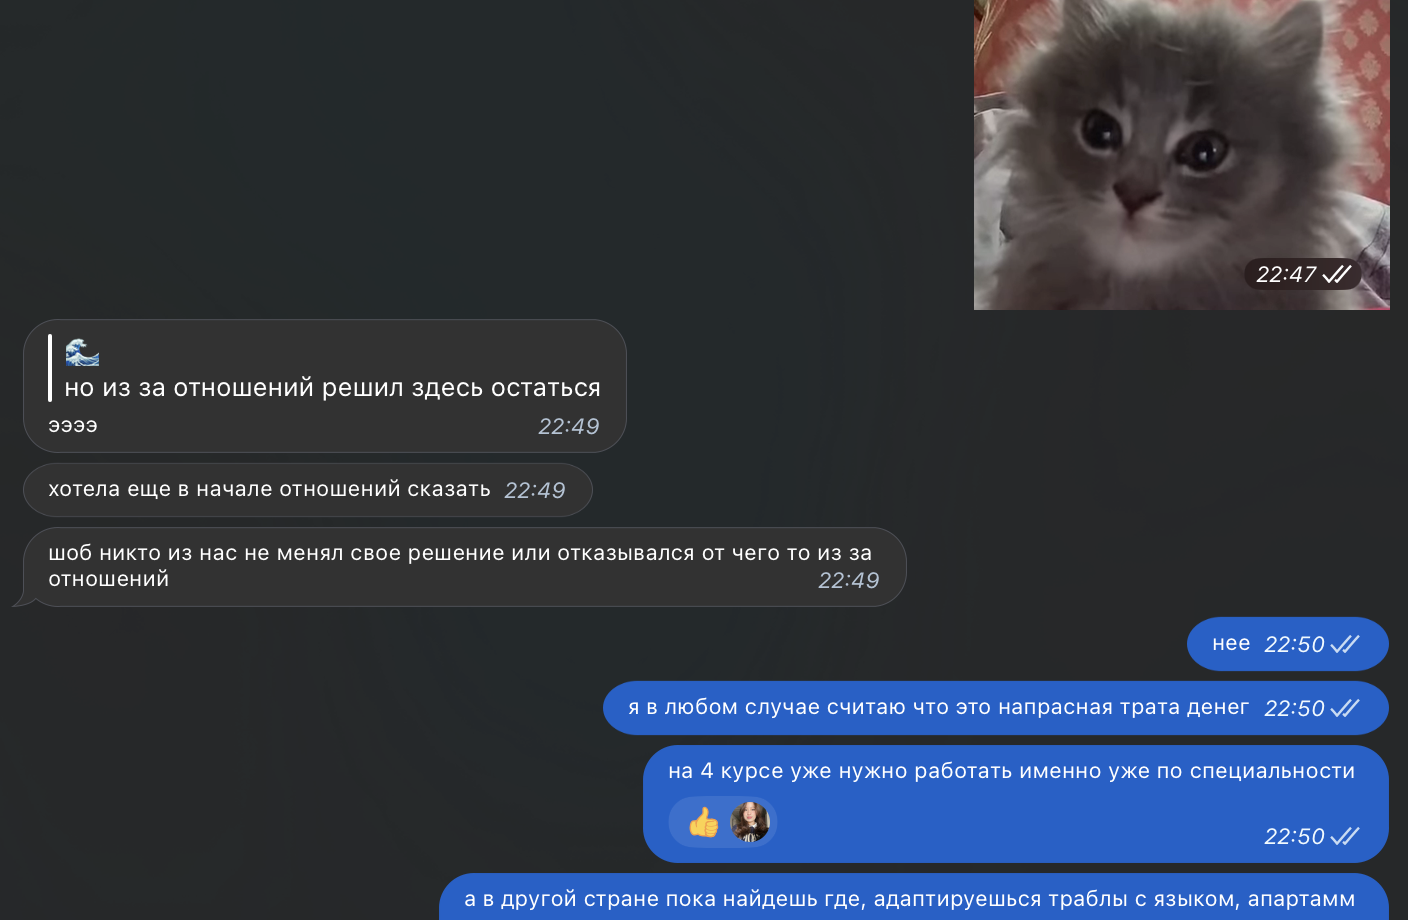 22:47
но из за отношений решил здесь остаться
ээээ 22:49
хотела еще в начале отношений сказать 22:49
шоб никто из нас не менял свое решение или отказывался от чего то из за
отношений 22:49
нее 22:50
я в любом случае считаю что это напрасная трата денег 22:50
на 4 курсе уже нужно работать именно уже по специальности
22:50
а в другой стране пока найдешь где, адаптируешься траблы с языком, апартамм